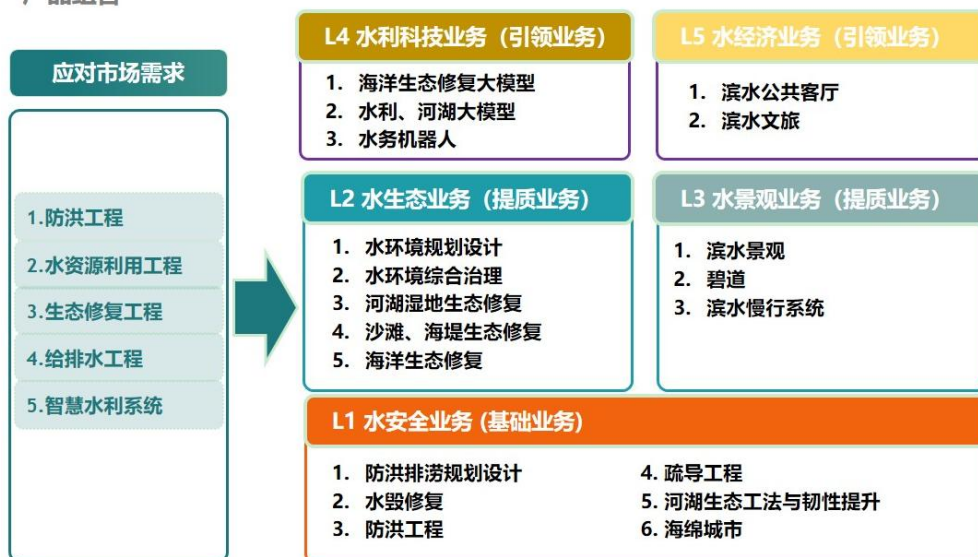 应对市场需求
1.防洪工程
2.水资源利用工程
3.生态修复工程
4.给排水工程
5.智慧水利系统
L4 水利科技业务（引领业务）
1. 海洋生态修复大模型
2. 水利、河湖大模型
3. 水务机器人
L5 水经济业务（引领业务）
1. 滨水公共客厅
2. 滨水文旅
L2 水生态业务（提质业务）
1. 水环境规划设计
2. 水环境综合治理
3. 河湖湿地生态修复
4. 沙滩、海堤生态修复
5. 海洋生态修复
L3 水景观业务（提质业务）
1. 滨水景观
2. 碧道
3. 滨水慢行系统
L1 水安全业务 (基础业务)
1. 防洪排涝规划设计
2. 水毁修复
3. 防洪工程
4. 疏导工程
5. 河湖生态工法与韧性提升
6. 海绵城市